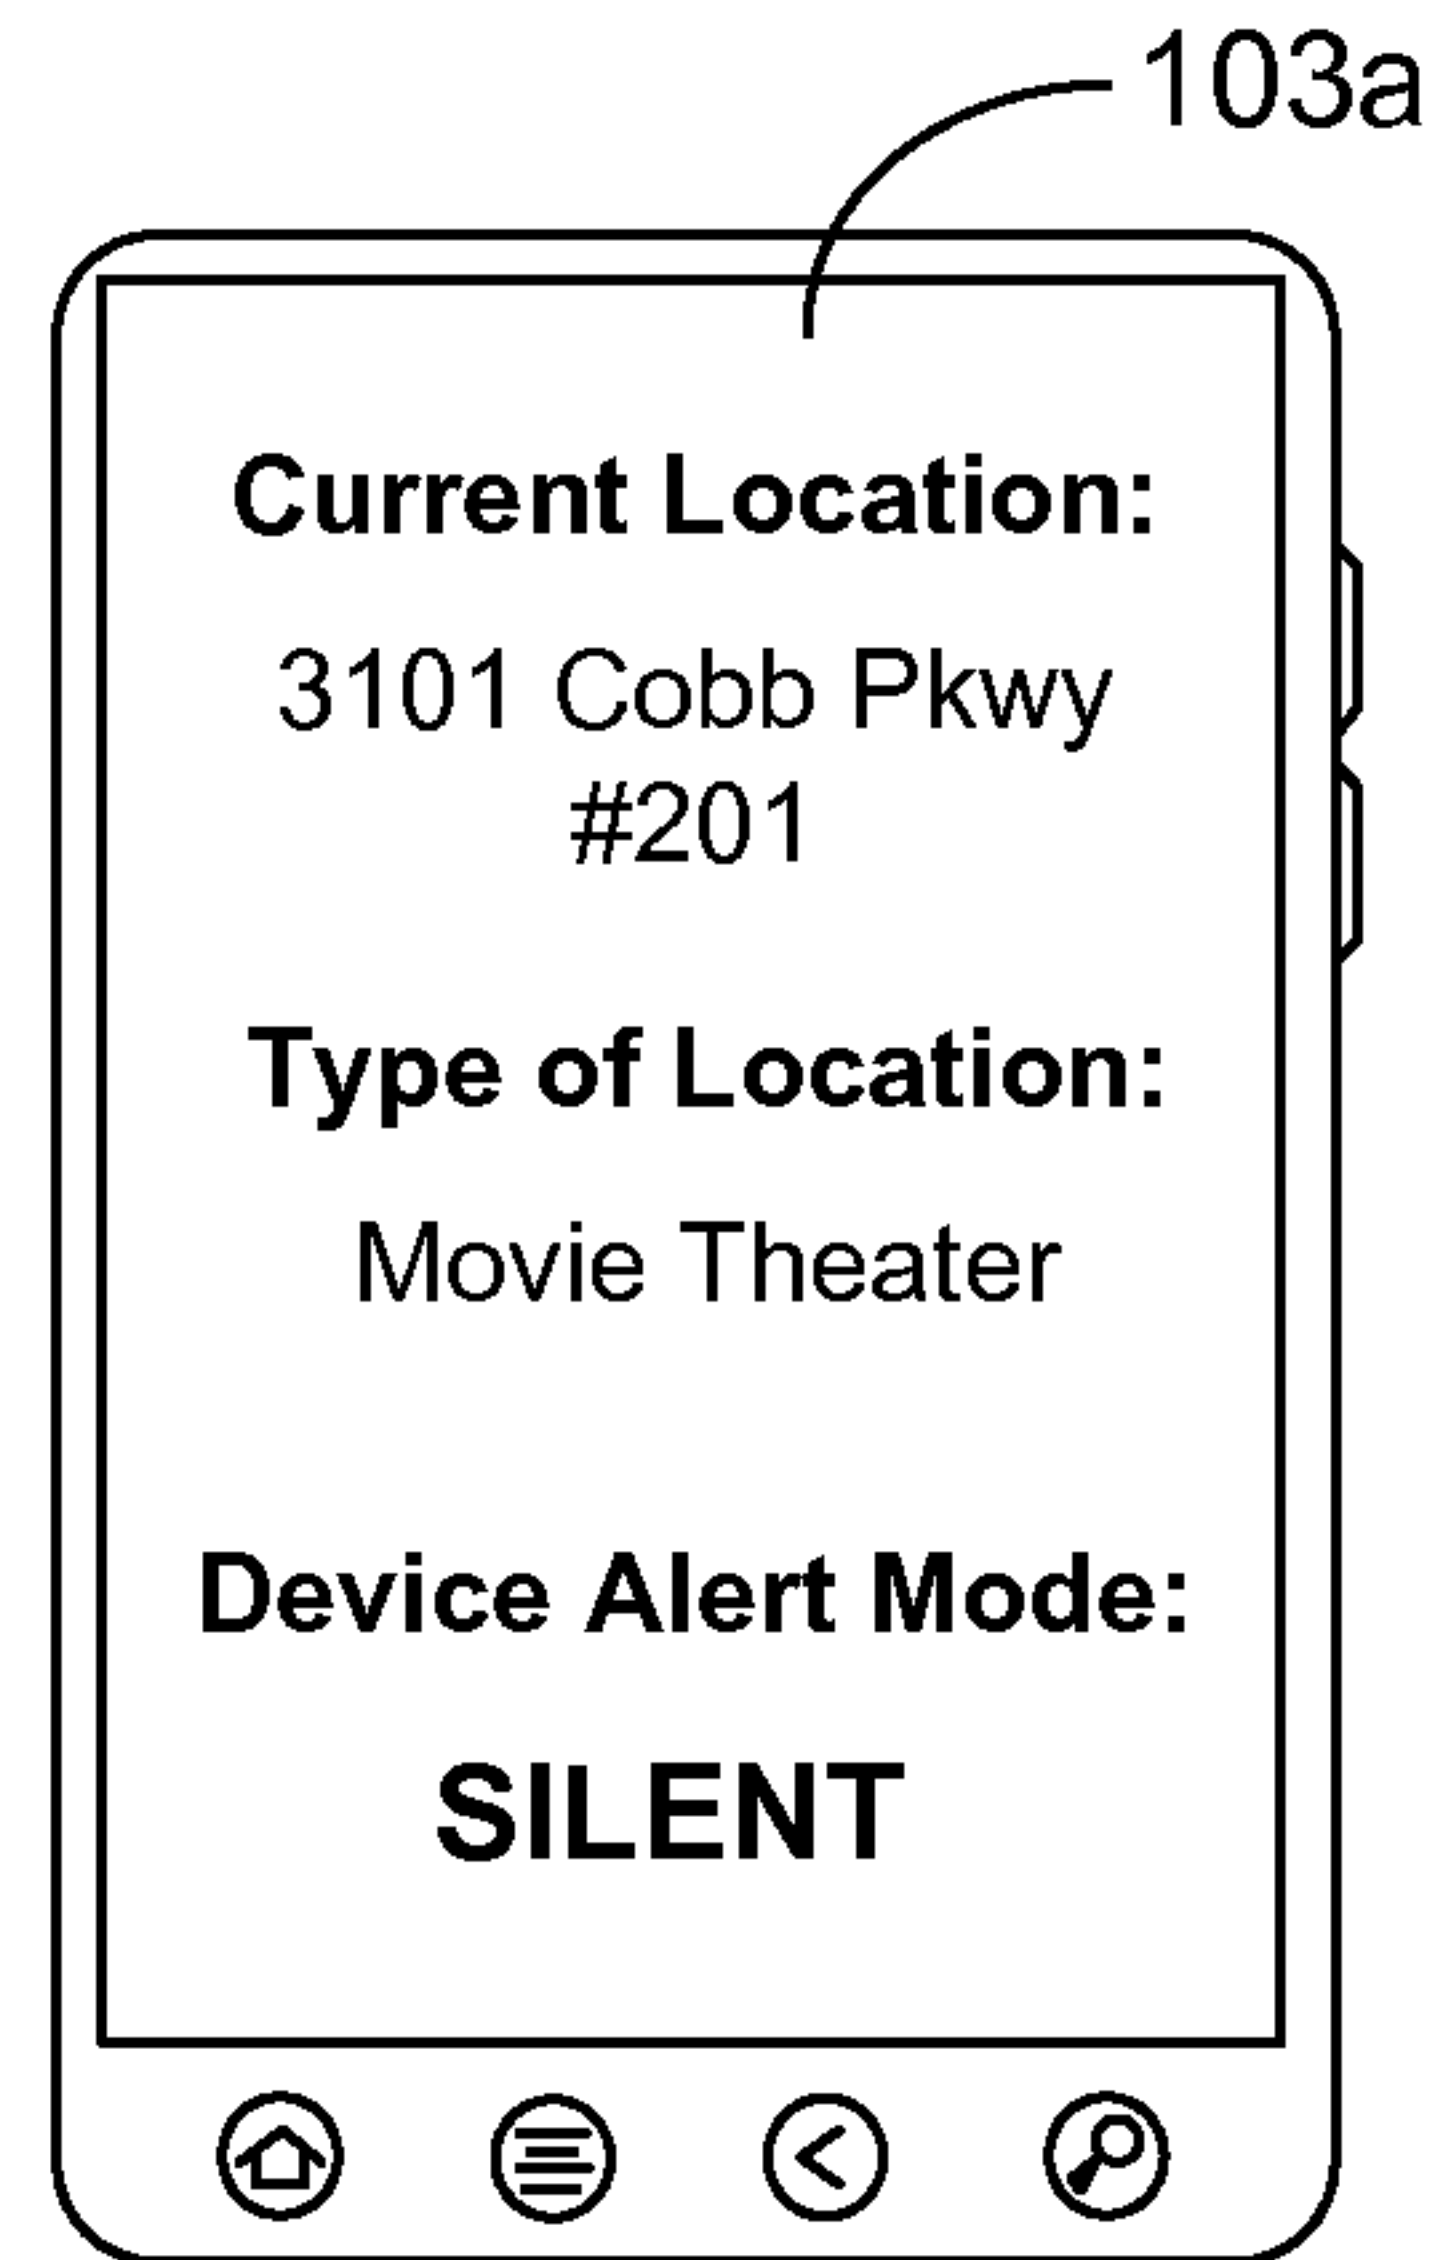 103a
Current Location:
3101 Cobb Pkwy
#201
Type of Location:
Movie Theater
Device Alert Mode:
SILENT